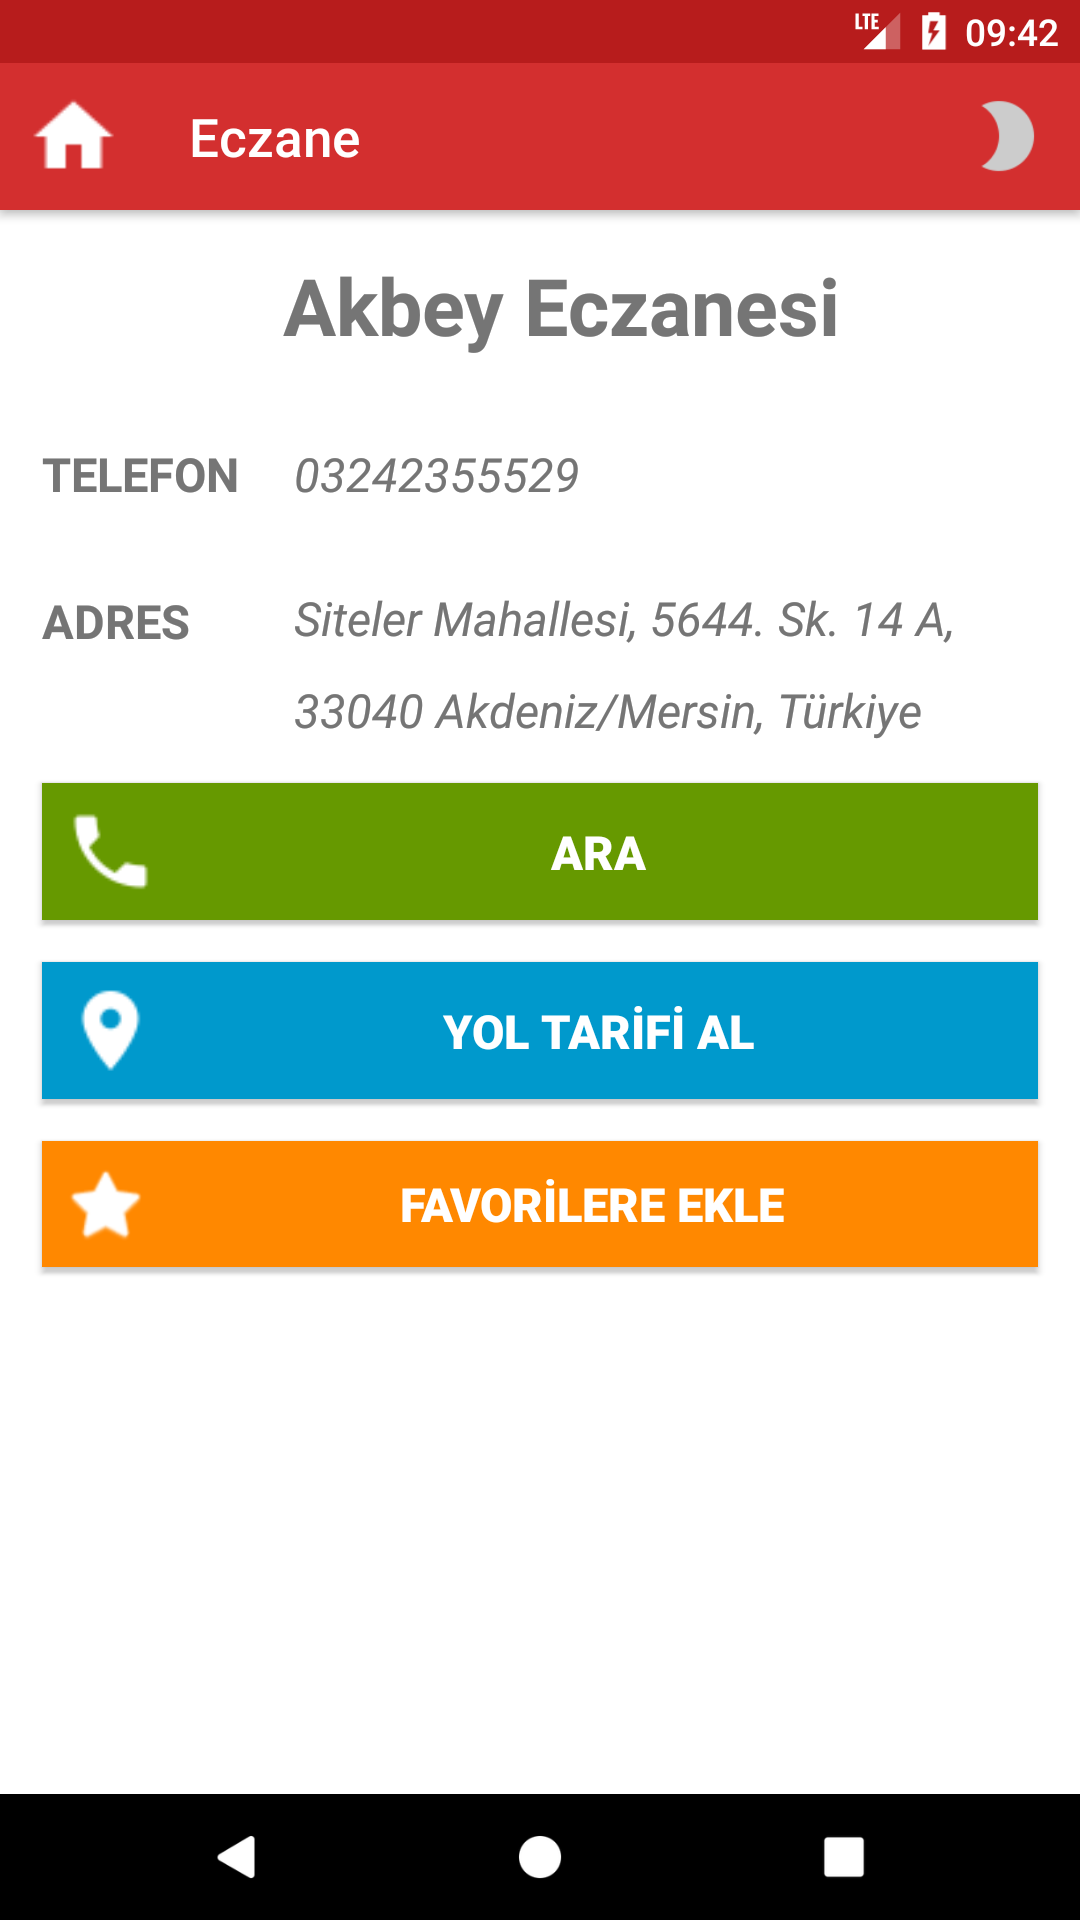 LTE 09:42
Eczane
Akbey Eczanesi
TELEFON 03242355529
ADRES Siteler Mahallesi, 5644. Sk. 14 A,
33040 Akdeniz/Mersin, Türkiye
ARA
YOL TARİFİ AL
FAVORİLERE EKLE